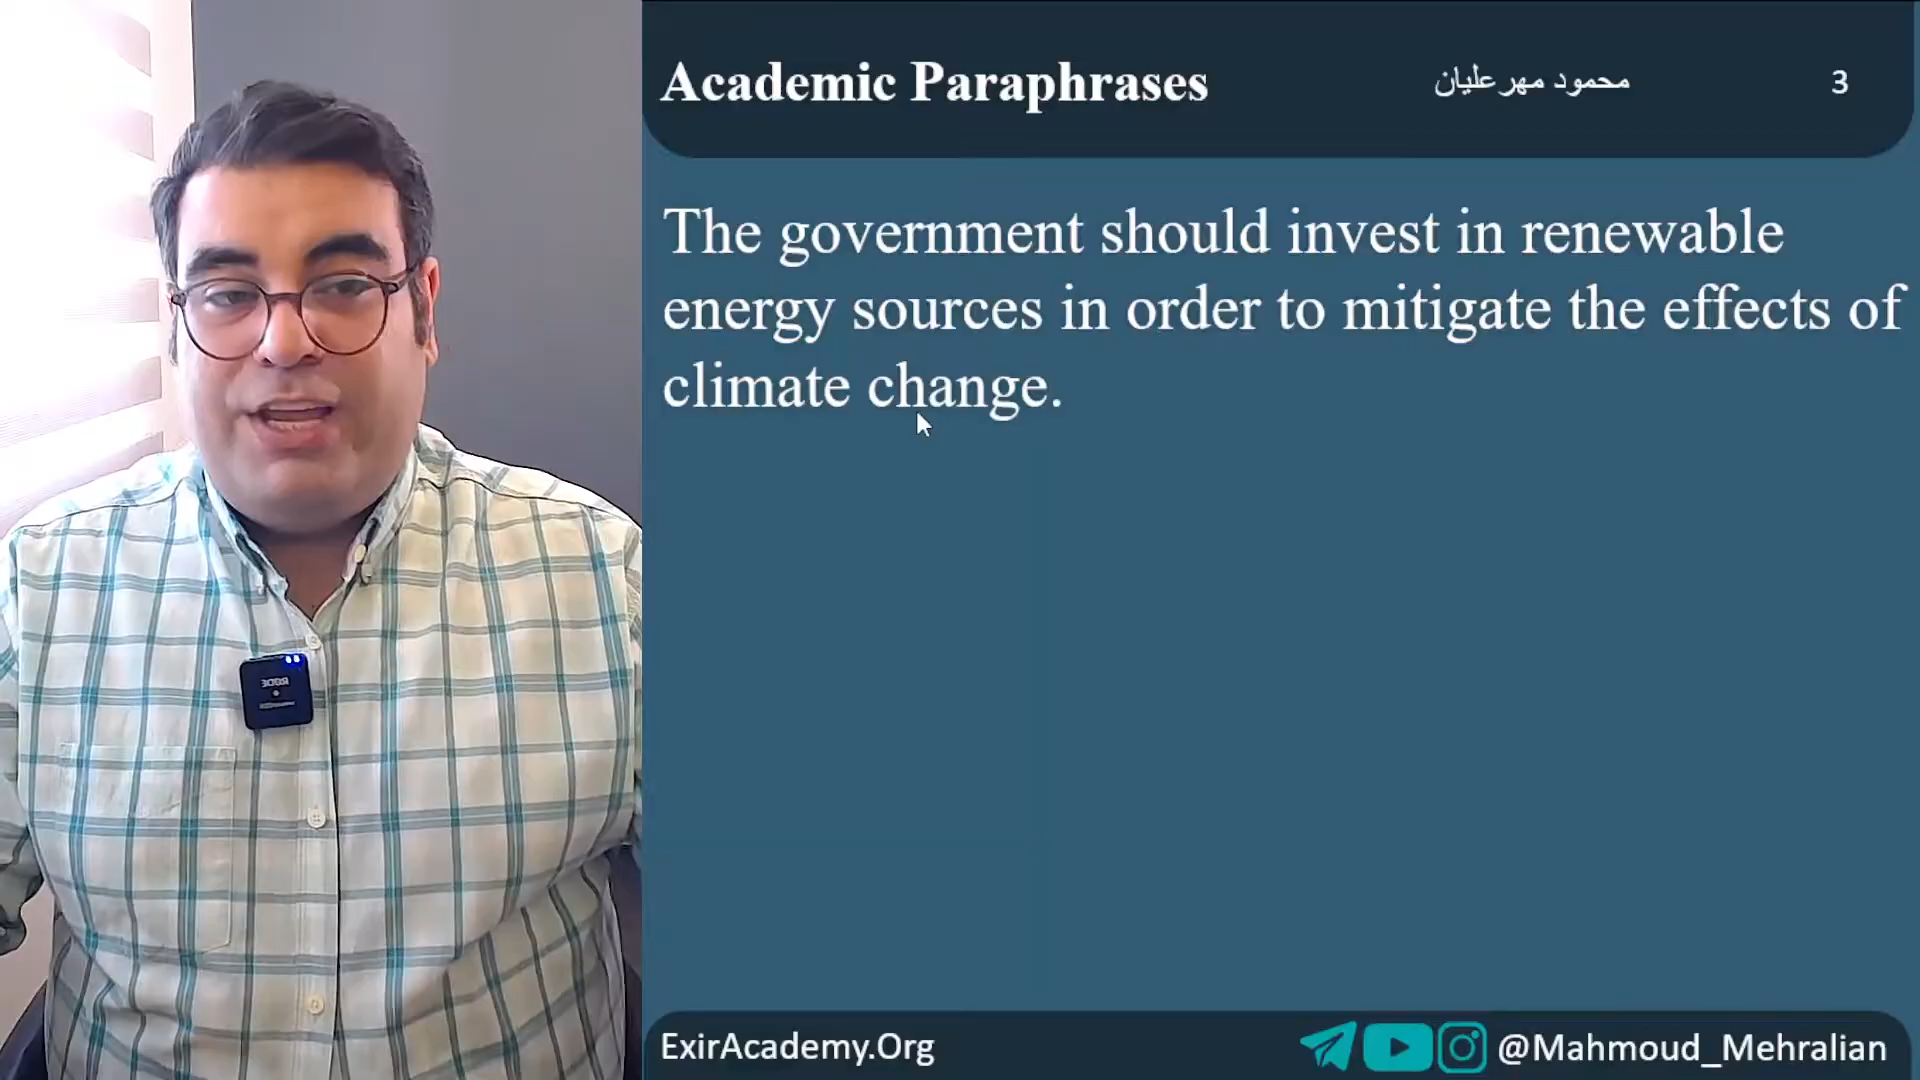 Academic Paraphrases
محمود مهرعلیان
3
The government should invest in renewable
energy sources in order to mitigate the effects of
climate change.
ExirAcademy.Org
@Mahmoud_Mehralian